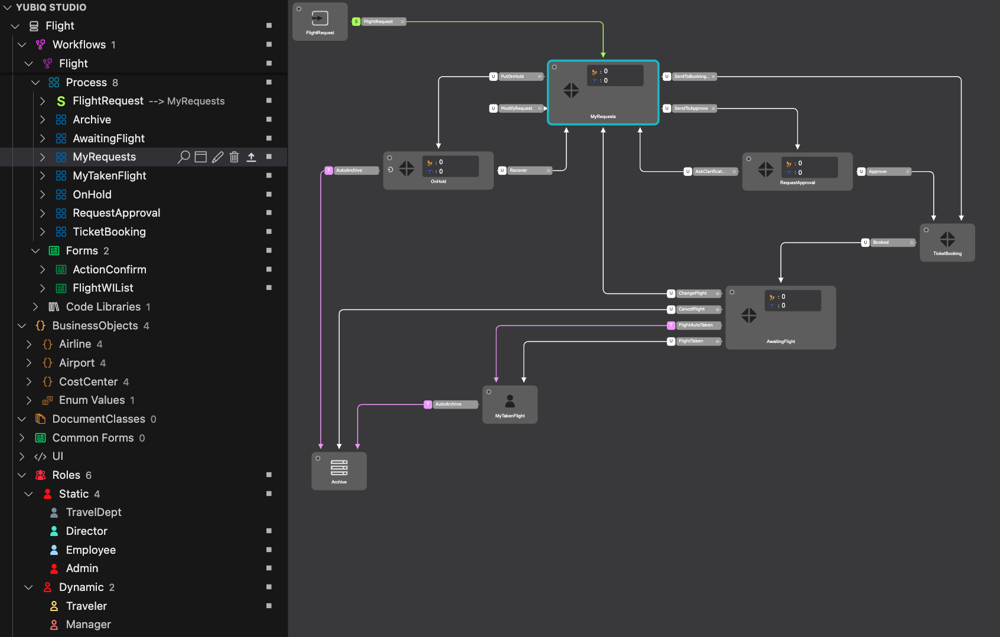 YUBIQ STUDIO
Flight
Workflows 1
Flight
Process 8
S FlightRequest --> MyRequests
Archive
AwaitingFlight
MyRequests
MyTakenFlight
OnHold
RequestApproval
TicketBooking
Forms 2
ActionConfirm
FlightWIList
Code Libraries 1
BusinessObjects 4
Airline 4
Airport 4
CostCenter 4
Enum Values 1
DocumentClasses 0
Common Forms 0
UI
Roles 6
Static 4
TravelDept
Director
Employee
Admin
Dynamic 2
Traveler
Manager
FlightRequest
S FlightRequest
U PutOnHold
: 0
: 0
U SentToBooking..
U ModifyRequest
U SendToApprove
MyRequests
T AutoArchive
: 0
: 0
OnHold
U Recover
U AskClarificat..
: 0
: 0
RequestApproval
U Approve
U Booked
TicketBooking
U ChangeFlight
U CancelFlight
T FlightAutoTaken
U FlightTaken
: 0
: 0
AwaitingFlight
T AutoArchive
MyTakenFlight
Archive